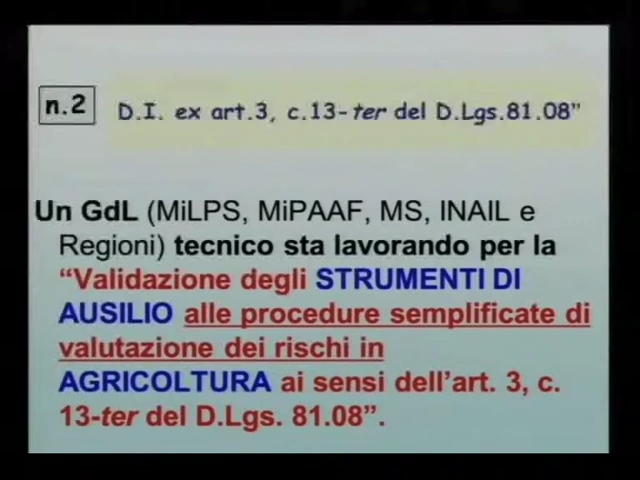 n.2
D.I. ex art.3, c.13-ter del D.Lgs.81.08”
Un GdL (MiLPS, MiPAAF, MS, INAIL e
Regioni) tecnico sta lavorando per la
“Validazione degli STRUMENTI DI
AUSILIO alle procedure semplificate di
valutazione dei rischi in
AGRICOLTURA ai sensi dell’art. 3, c.
13-ter del D.Lgs. 81.08”.